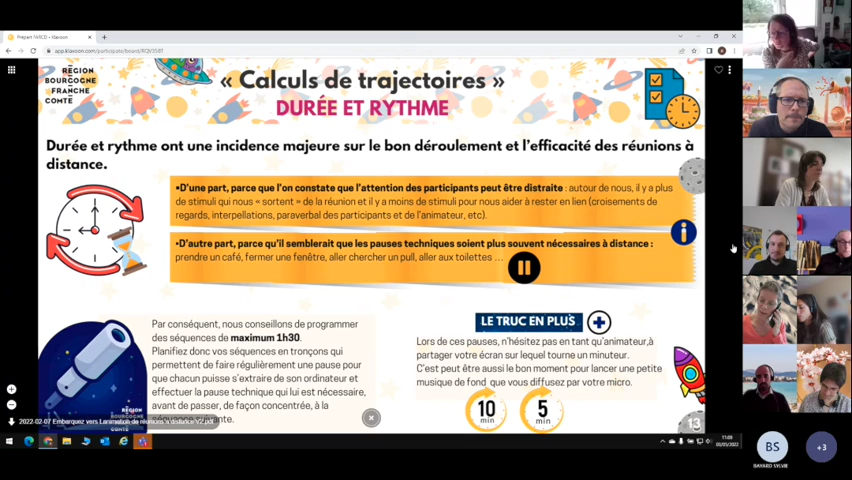 Prépart l'ARCD - Klaxoon
app.klaxoon.com/participate/board/
RÉGION
BOURGOGNE
FRANCHE
COMTÉ
« Calculs de trajectoires »
DURÉE ET RYTHME
Durée et rythme ont une incidence majeure sur le bon déroulement et l'efficacité des réunions à
distance.
▪D'une part, parce que l'on constate que l'attention des participants peut être distraite : autour de nous, il y a plus
de stimuli qui nous « sortent » de la réunion et il y a moins de stimuli pour nous aider à rester en lien (croisements de
regards, interpellations, paraverbal des participants et de l'animateur, etc).
▪D'autre part, parce qu'il semblerait que les pauses techniques soient plus souvent nécessaires à distance :
prendre un café, fermer une fenêtre, aller chercher un pull, aller aux toilettes ...
Par conséquent, nous conseillons de programmer
des séquences de maximum 1h30.
Planifiez donc vos séquences en tronçons qui
permettent de faire régulièrement une pause pour
que chacun puisse s'extraire de son ordinateur et
effectuer la pause technique qui lui est nécessaire,
avant de passer, de façon concentrée, à la
séquence suivante.
LE TRUC EN PLUS
Lors de ces pauses, n'hésitez pas en tant qu'animateur,à
partager votre écran sur lequel tourne un minuteur.
C'est peut être aussi le bon moment pour lancer une petite
musique de fond que vous diffusez par votre micro.
10
min
5
min
RÉGION
BOURGOGNE
FRANCHE
COMTÉ
13
2022-02-07 Embarquez vers l'animation de réunions à distance V2.pdf
11:09
BS
BAYARD SYLVIE
+3